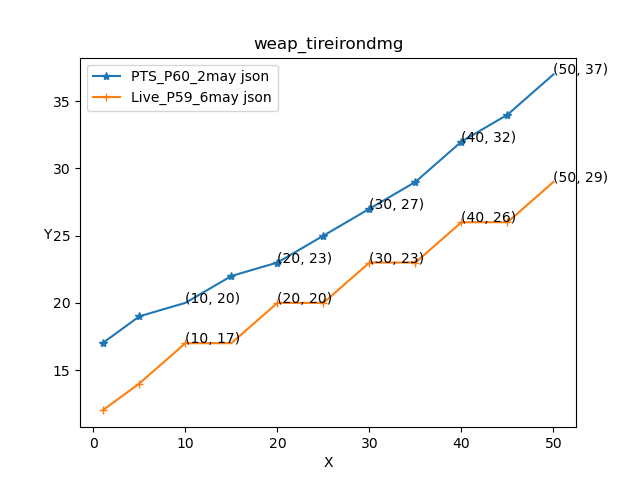 weap_tireirondmg
PTS_P60_2may json
Live_P59_6may json
(50, 37)
(40, 32)
(30, 27)
(20, 23)
(10, 20)
(50, 29)
(40, 26)
(30, 23)
(20, 20)
(10, 17)
Y
35
30
25
20
15
0 10 20 30 40 50
X